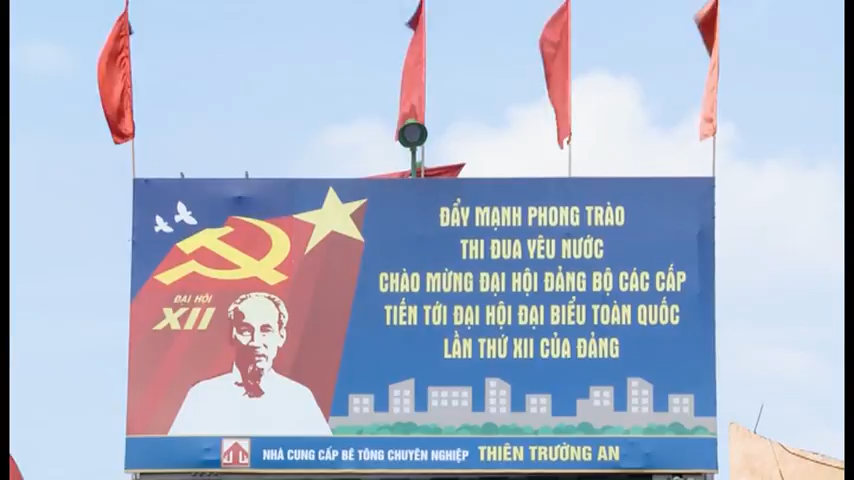 ĐẠI HỘI
XII
ĐẨY MẠNH PHONG TRÀO
THI ĐUA YÊU NƯỚC
CHÀO MỪNG ĐẠI HỘI ĐẢNG BỘ CÁC CẤP
TIẾN TỚI ĐẠI HỘI ĐẠI BIỂU TOÀN QUỐC
LẦN THỨ XII CỦA ĐẢNG
NHÀ CUNG CẤP BÊ TÔNG CHUYÊN NGHIỆP THIÊN TRƯỜNG AN